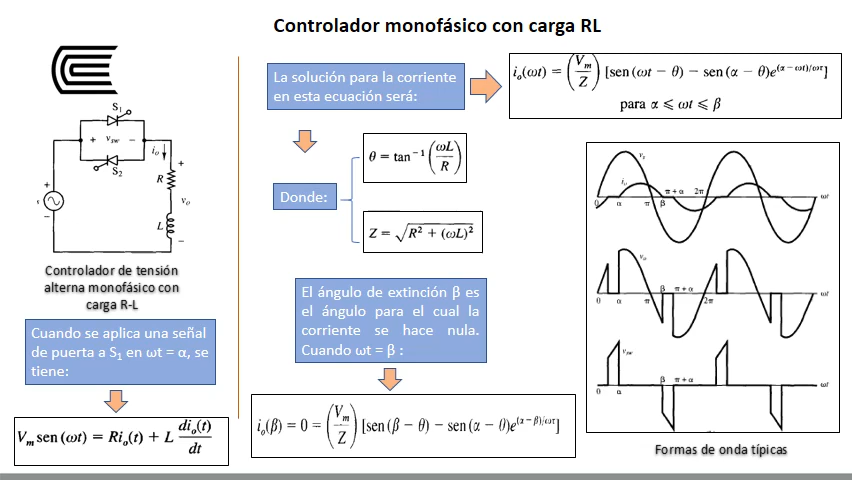 Controlador monofásico con carga RL
S₁
+ vsw −
S₂
io
+
R
vo
L
−
+
−
Controlador de tensión
alterna monofásico con
carga R-L
Cuando se aplica una señal
de puerta a S₁ en ωt = α, se
tiene:
Vm sen (ωt) = Rio(t) + L dio(t)/dt
La solución para la corriente
en esta ecuación será:
io(ωt) = (Vm/Z) [sen (ωt − θ) − sen (α − θ)e^(α − ωt)/ωτ]
para α ⩽ ωt ⩽ β
Donde:
θ = tan⁻¹ (ωL/R)
Z = √R² + (ωL)²
El ángulo de extinción β es
el ángulo para el cual la
corriente se hace nula.
Cuando ωt = β :
io(β) = 0 = (Vm/Z) [sen (β − θ) − sen (α − θ)e^(α − β)/ωτ]
vs
io
0 α π β π + α 2π ωt
vo
0 α π β π + α 2π ωt
vsw
β π + α ωt
Formas de onda típicas